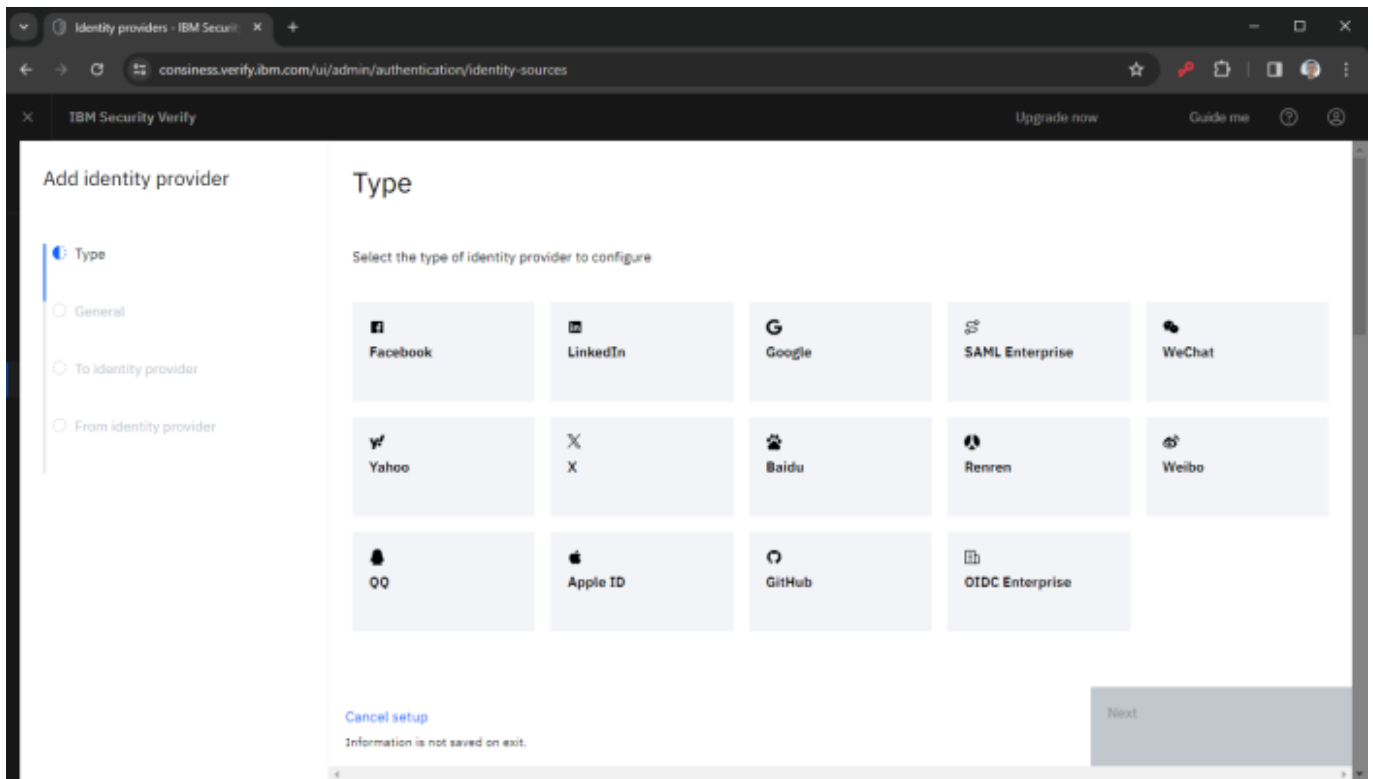 Identity providers - IBM Securit
consiness.verify.ibm.com/ui/admin/authentication/identity-sources
IBM Security Verify
Upgrade now
Guide me
Add identity provider
Type
General
To identity provider
From identity provider
Type
Select the type of identity provider to configure
Facebook
LinkedIn
Google
SAML Enterprise
WeChat
Yahoo
X
Baidu
Renren
Weibo
QQ
Apple ID
GitHub
OIDC Enterprise
Cancel setup
Information is not saved on exit.
Next